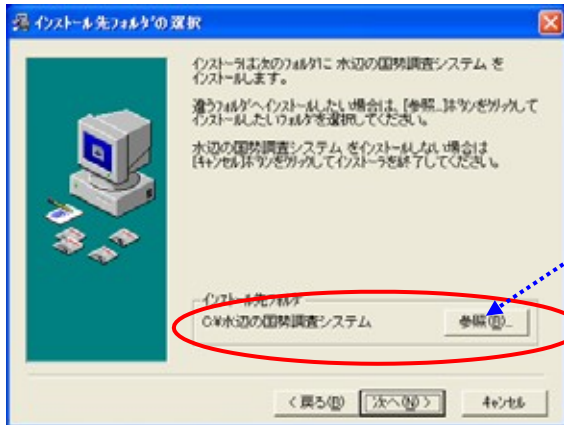 インストール先フォルダの選択
インストーラは次のフォルダに 水辺の国勢調査システム を
インストールします。
違うフォルダへインストールしたい場合は、[参照...]ボタンをクリックして
インストールしたいフォルダを選択してください。
水辺の国勢調査システム をインストールしない場合は
[キャンセル]ボタンをクリックしてインストーラを終了してください。
インストール先フォルダ
C:¥水辺の国勢調査システム
参照(R)...
< 戻る(B)
次へ(N) >
キャンセル